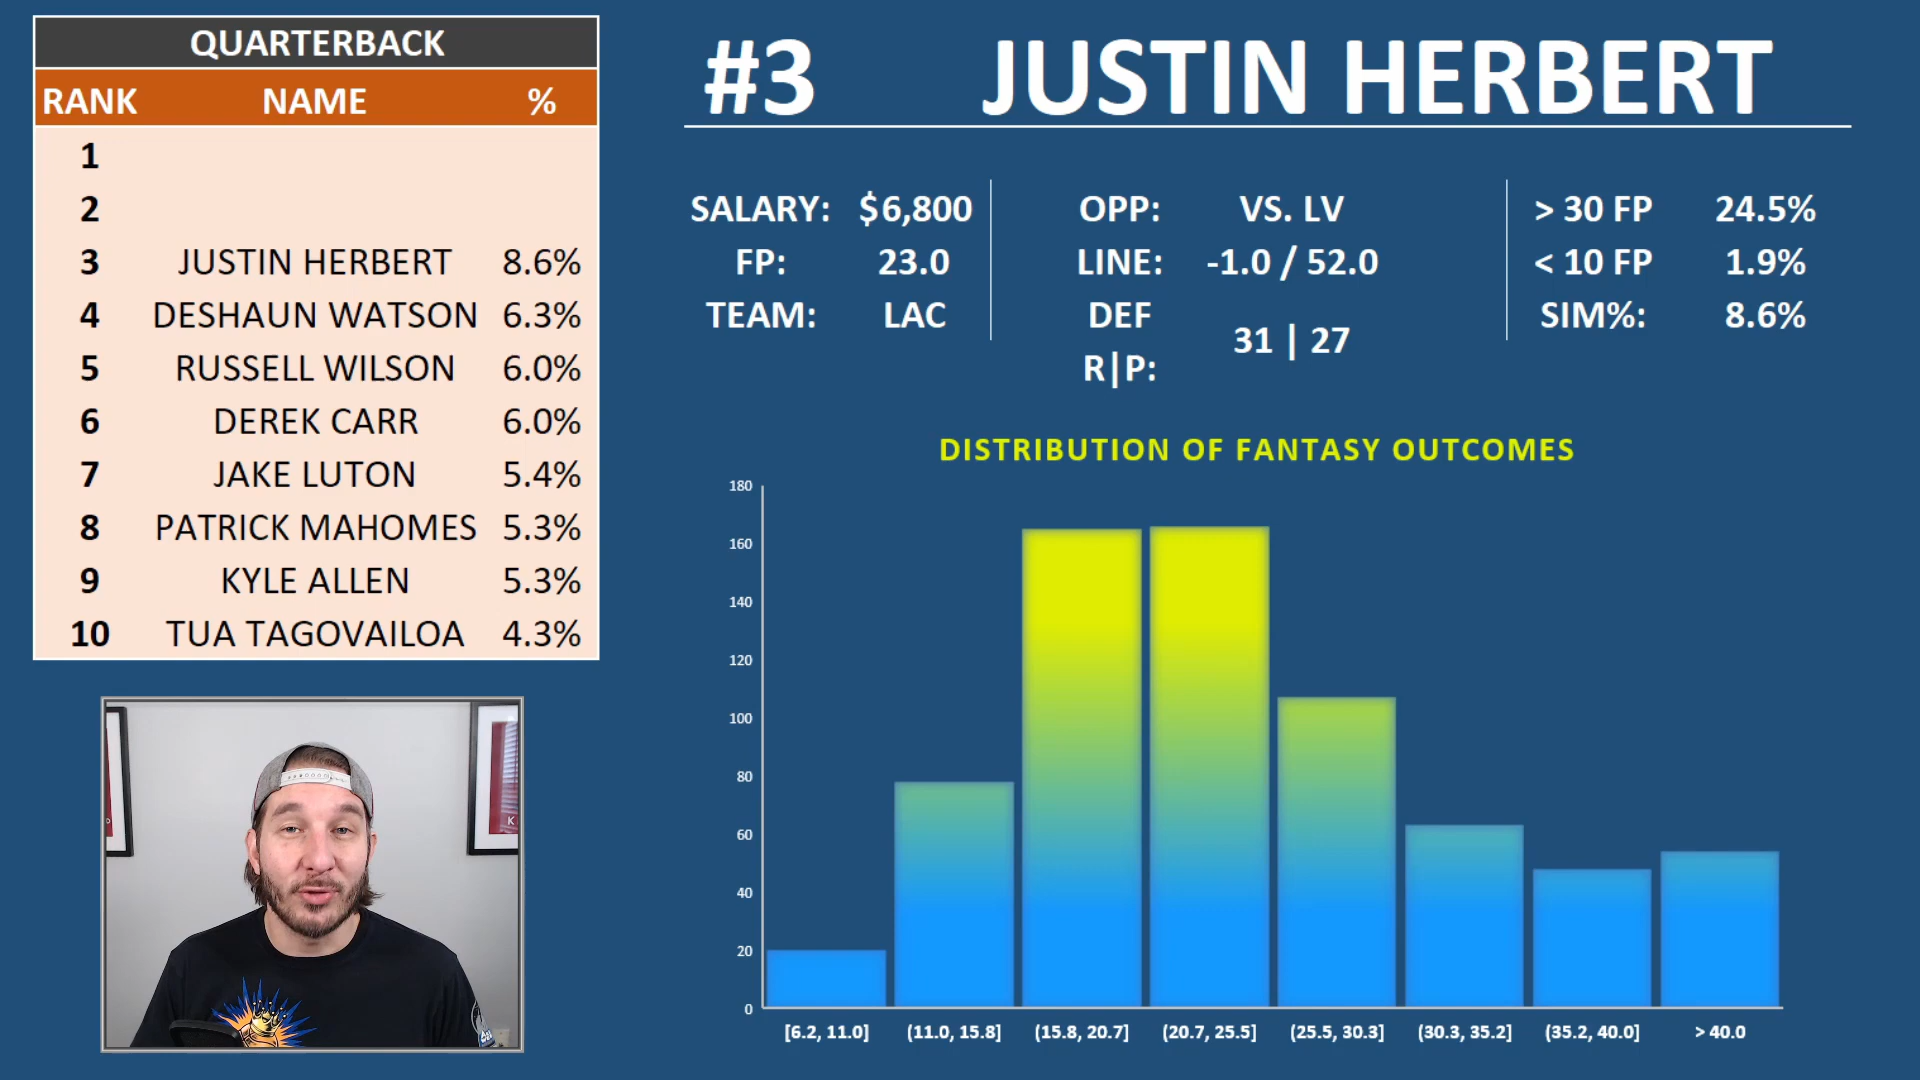 QUARTERBACK
RANK NAME %
1
2
3 JUSTIN HERBERT 8.6%
4 DESHAUN WATSON 6.3%
5 RUSSELL WILSON 6.0%
6 DEREK CARR 6.0%
7 JAKE LUTON 5.4%
8 PATRICK MAHOMES 5.3%
9 KYLE ALLEN 5.3%
10 TUA TAGOVAILOA 4.3%
#3 JUSTIN HERBERT
SALARY: $6,800
FP: 23.0
TEAM: LAC
OPP: VS. LV
LINE: -1.0 / 52.0
DEF
R|P: 31 | 27
> 30 FP 24.5%
< 10 FP 1.9%
SIM%: 8.6%
DISTRIBUTION OF FANTASY OUTCOMES
180
160
140
120
100
80
60
40
20
0
[6.2, 11.0] (11.0, 15.8] (15.8, 20.7] (20.7, 25.5] (25.5, 30.3] (30.3, 35.2] (35.2, 40.0] > 40.0